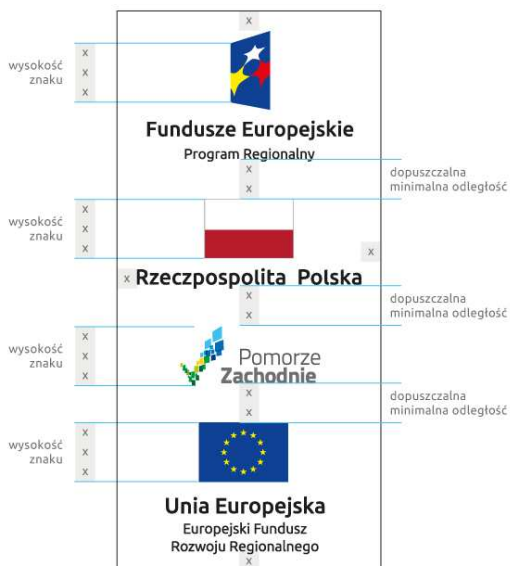 x
wysokość
znaku
x
x
x
Fundusze Europejskie
Program Regionalny
x
x
dopuszczalna
minimalna odległość
wysokość
znaku
x
x
x
x
x Rzeczpospolita Polska
x
x
dopuszczalna
minimalna odległość
wysokość
znaku
x
x
x
Pomorze
Zachodnie
x
x
dopuszczalna
minimalna odległość
wysokość
znaku
x
x
x
Unia Europejska
Europejski Fundusz
Rozwoju Regionalnego
x